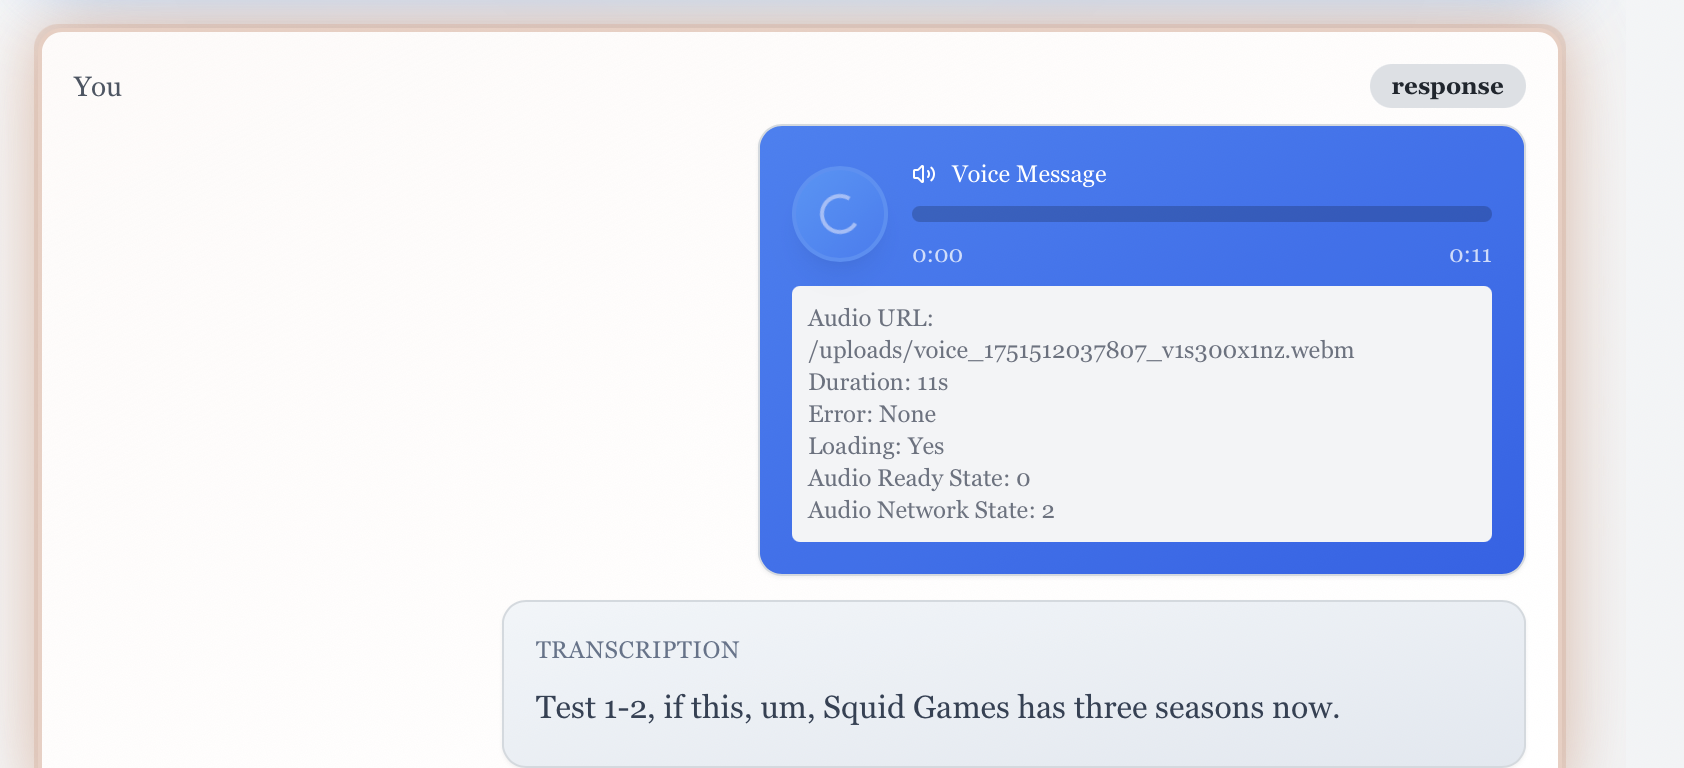 You
response
Voice Message
0:00
0:11
Audio URL:
/uploads/voice_1751512037807_v1s300x1nz.webm
Duration: 11s
Error: None
Loading: Yes
Audio Ready State: 0
Audio Network State: 2
TRANSCRIPTION
Test 1-2, if this, um, Squid Games has three seasons now.